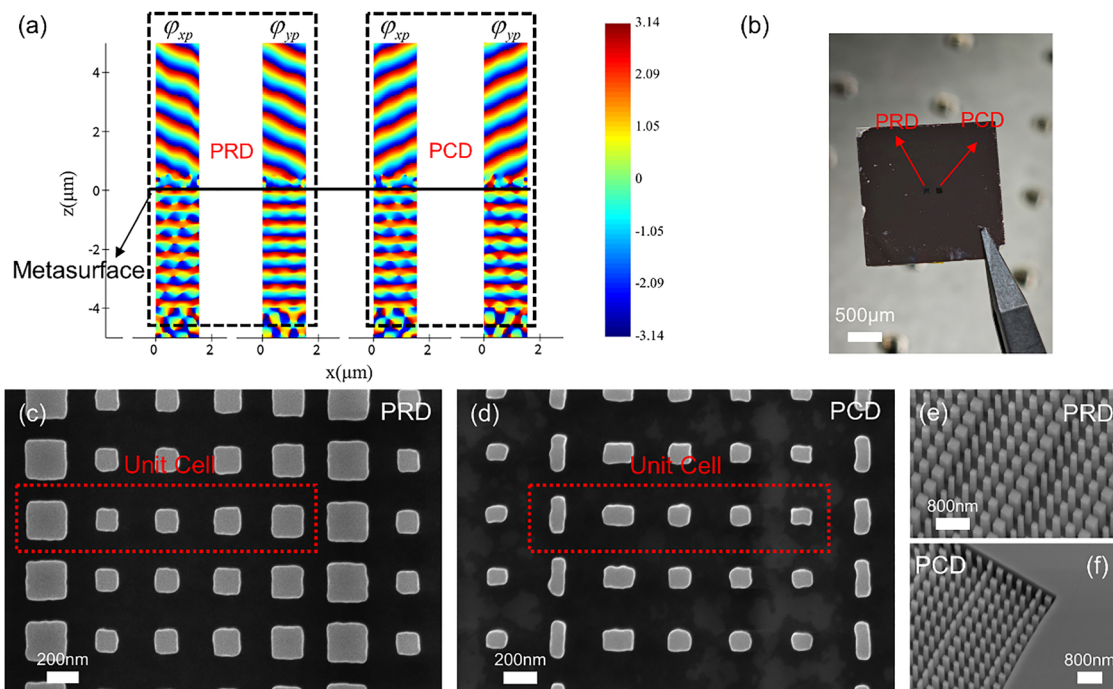 (a)
φxp
φyp
φxp
φyp
3.14
2.09
1.05
0
-1.05
-2.09
-3.14
4
2
0
-2
-4
z(μm)
PRD
PCD
Metasurface
0
2
0
2
0
2
0
2
x(μm)
(b)
PRD
PCD
500μm
(c)
PRD
Unit Cell
200nm
(d)
PCD
Unit Cell
200nm
(e)
PRD
800nm
PCD
(f)
800nm